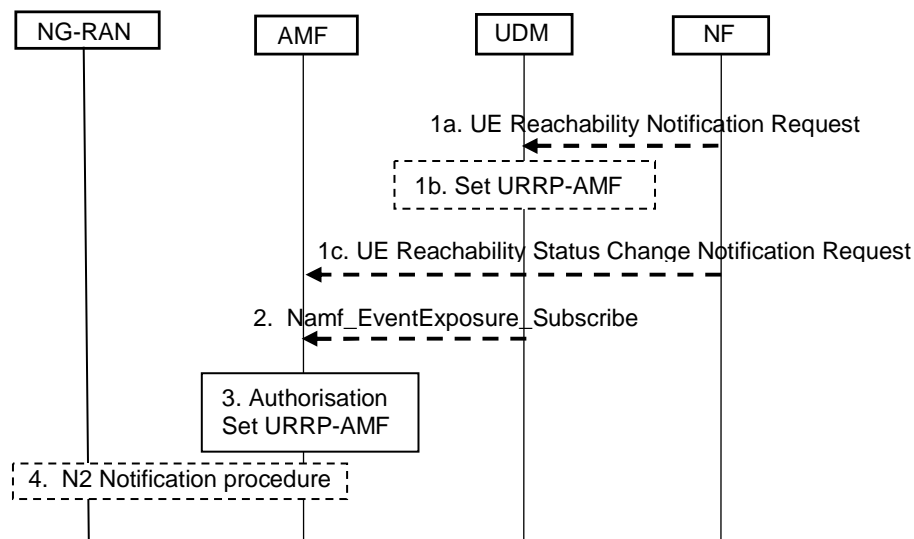 NG-RAN
AMF
UDM
NF
1a. UE Reachability Notification Request
1b. Set URRP-AMF
1c. UE Reachability Status Change Notification Request
2. Namf_EventExposure_Subscribe
3. Authorisation
Set URRP-AMF
4. N2 Notification procedure